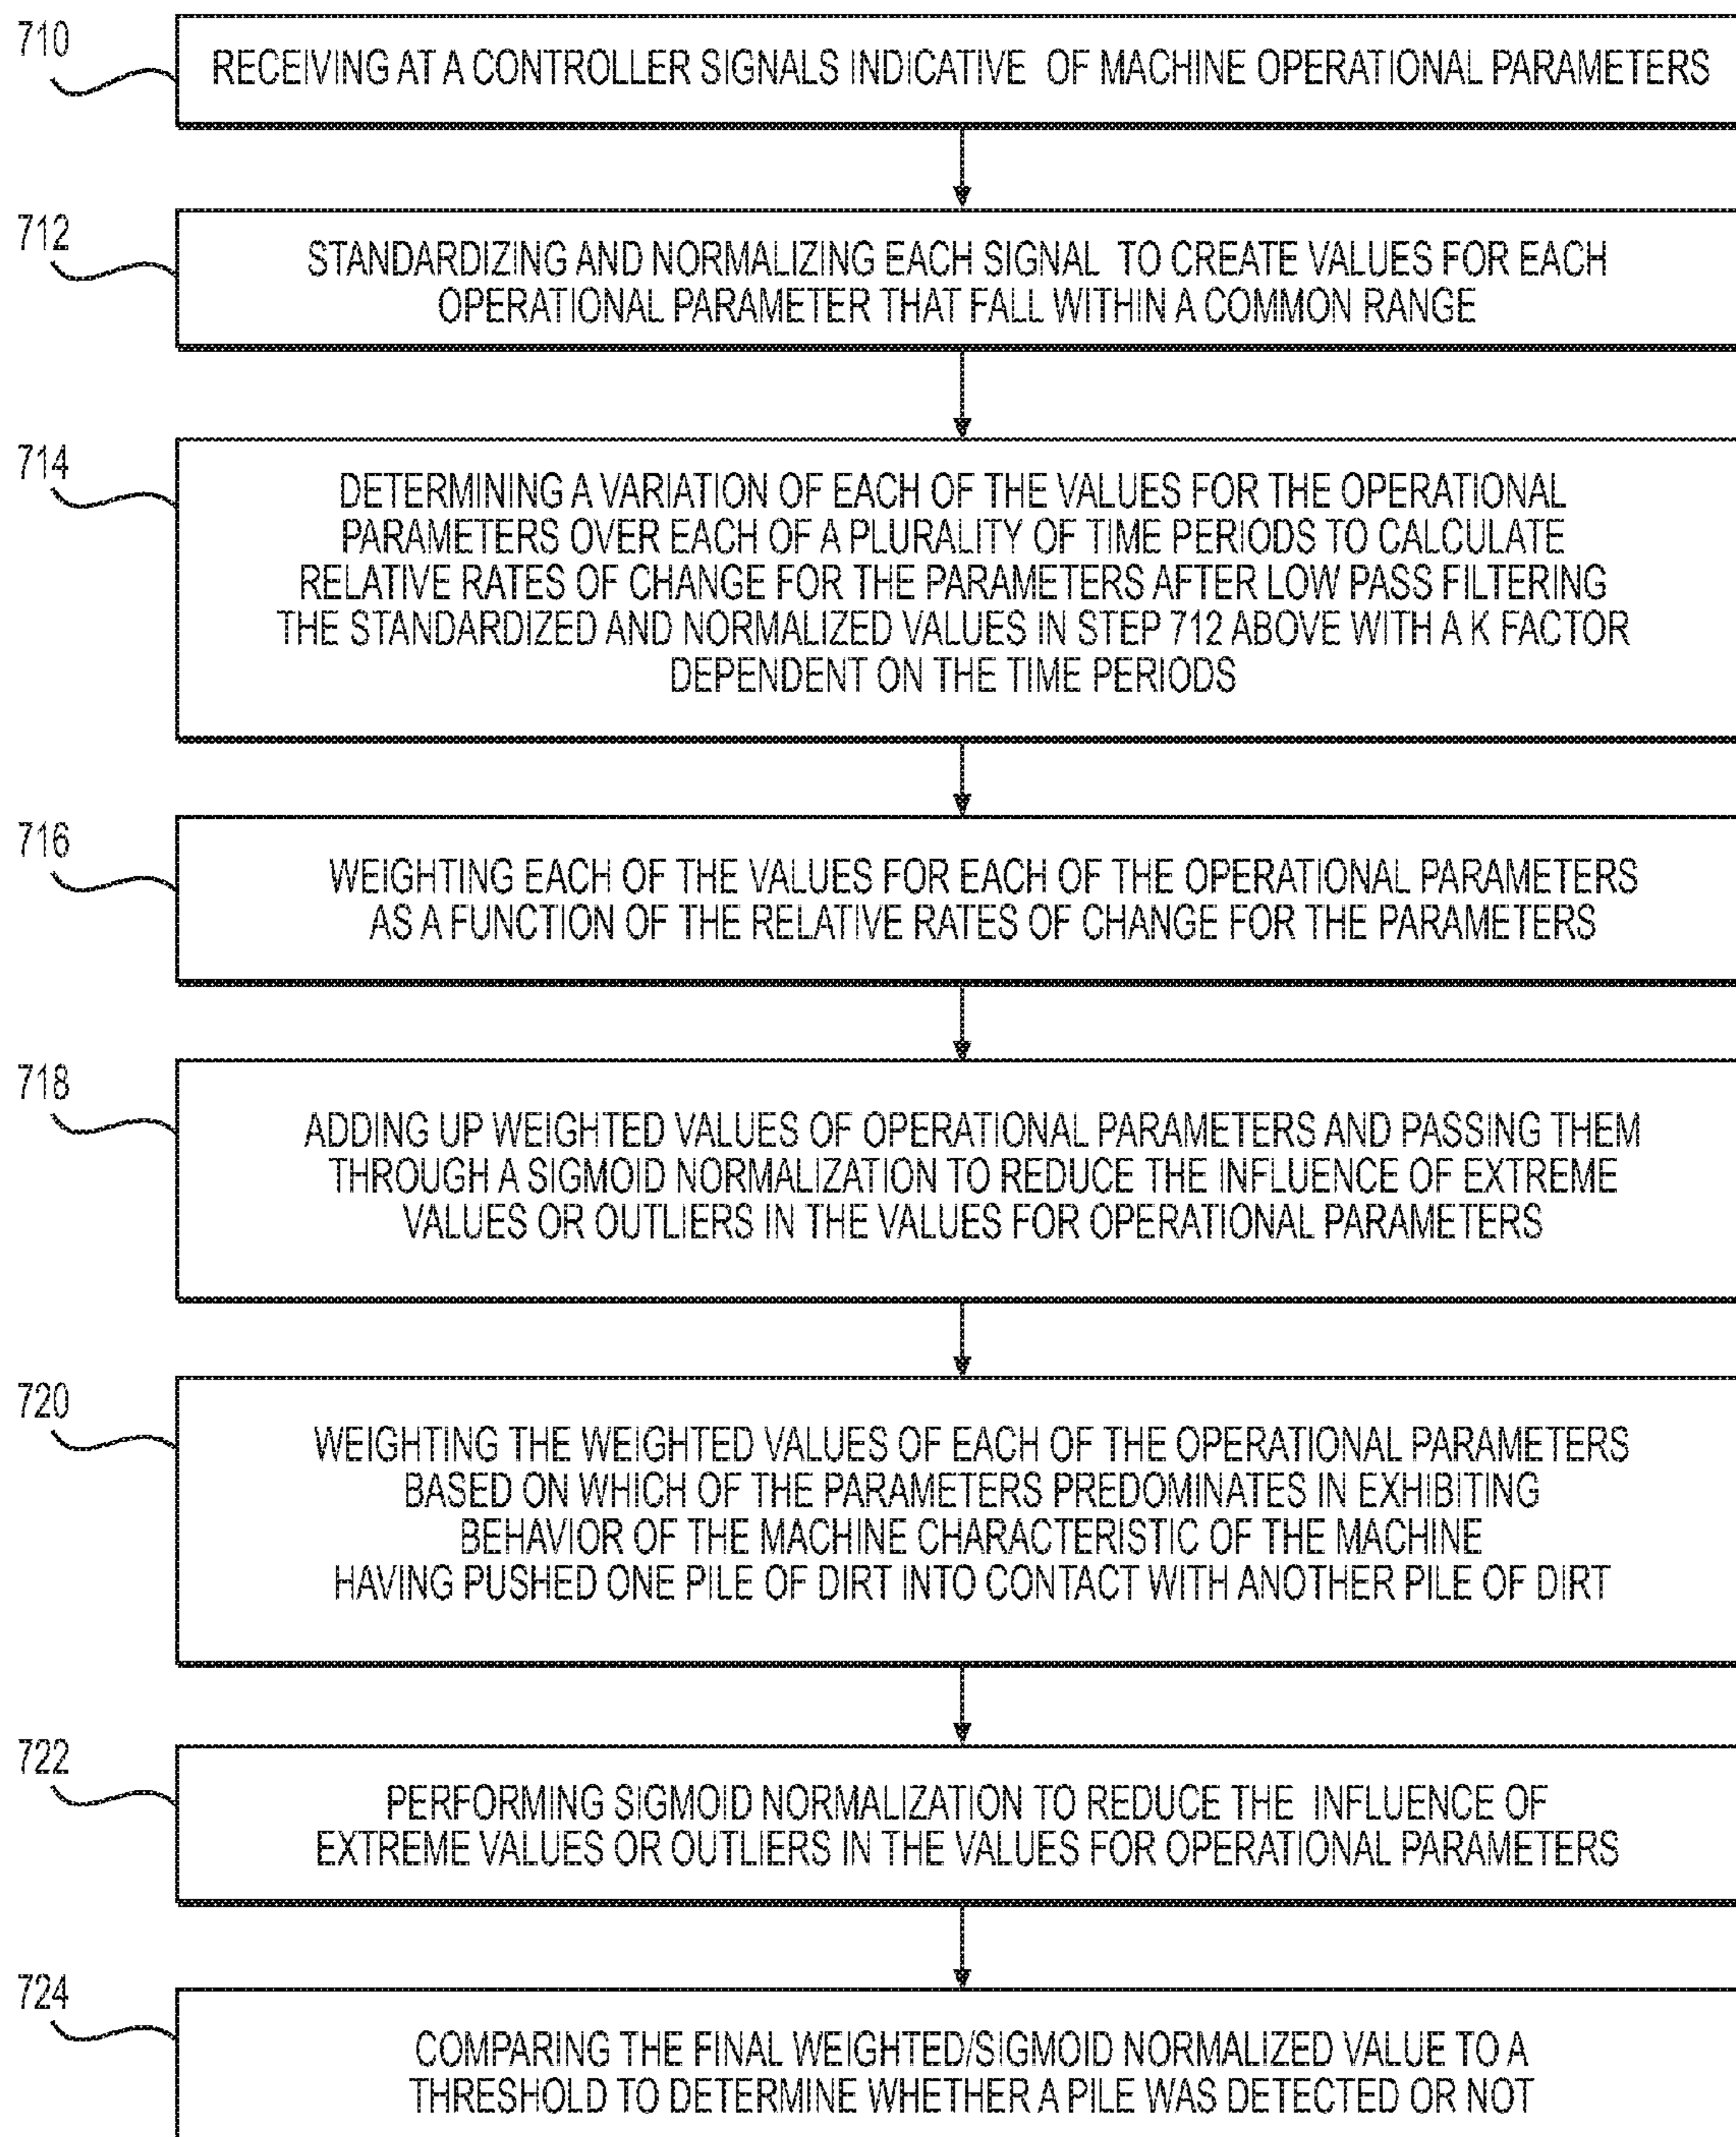 710
RECEIVING AT A CONTROLLER SIGNALS INDICATIVE OF MACHINE OPERATIONAL PARAMETERS
712
STANDARDIZING AND NORMALIZING EACH SIGNAL TO CREATE VALUES FOR EACH
OPERATIONAL PARAMETER THAT FALL WITHIN A COMMON RANGE
714
DETERMINING A VARIATION OF EACH OF THE VALUES FOR THE OPERATIONAL
PARAMETERS OVER EACH OF A PLURALITY OF TIME PERIODS TO CALCULATE
RELATIVE RATES OF CHANGE FOR THE PARAMETERS AFTER LOW PASS FILTERING
THE STANDARDIZED AND NORMALIZED VALUES IN STEP 712 ABOVE WITH A K FACTOR
DEPENDENT ON THE TIME PERIODS
716
WEIGHTING EACH OF THE VALUES FOR EACH OF THE OPERATIONAL PARAMETERS
AS A FUNCTION OF THE RELATIVE RATES OF CHANGE FOR THE PARAMETERS
718
ADDING UP WEIGHTED VALUES OF OPERATIONAL PARAMETERS AND PASSING THEM
THROUGH A SIGMOID NORMALIZATION TO REDUCE THE INFLUENCE OF EXTREME
VALUES OR OUTLIERS IN THE VALUES FOR OPERATIONAL PARAMETERS
720
WEIGHTING THE WEIGHTED VALUES OF EACH OF THE OPERATIONAL PARAMETERS
BASED ON WHICH OF THE PARAMETERS PREDOMINATES IN EXHIBITING
BEHAVIOR OF THE MACHINE CHARACTERISTIC OF THE MACHINE
HAVING PUSHED ONE PILE OF DIRT INTO CONTACT WITH ANOTHER PILE OF DIRT
722
PERFORMING SIGMOID NORMALIZATION TO REDUCE THE INFLUENCE OF
EXTREME VALUES OR OUTLIERS IN THE VALUES FOR OPERATIONAL PARAMETERS
724
COMPARING THE FINAL WEIGHTED/SIGMOID NORMALIZED VALUE TO A
THRESHOLD TO DETERMINE WHETHER A PILE WAS DETECTED OR NOT